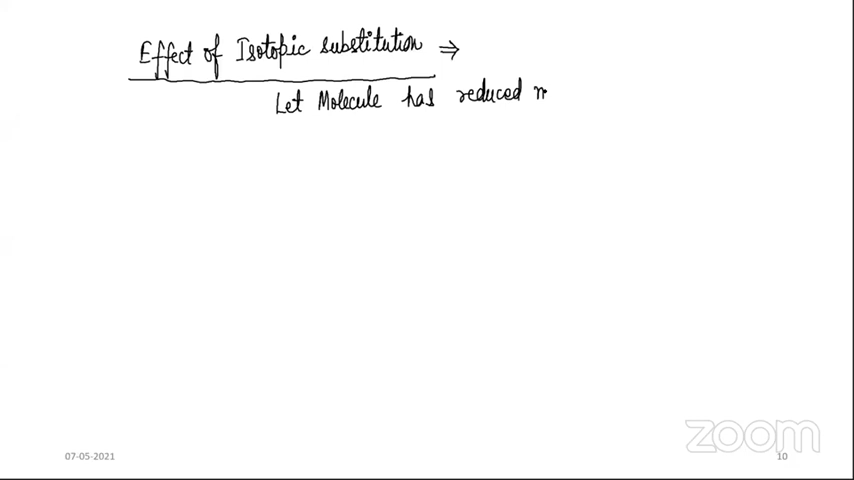 Effect of Isotopic substitution ⇒
Let Molecule has reduced m
zoom
07-05-2021
10